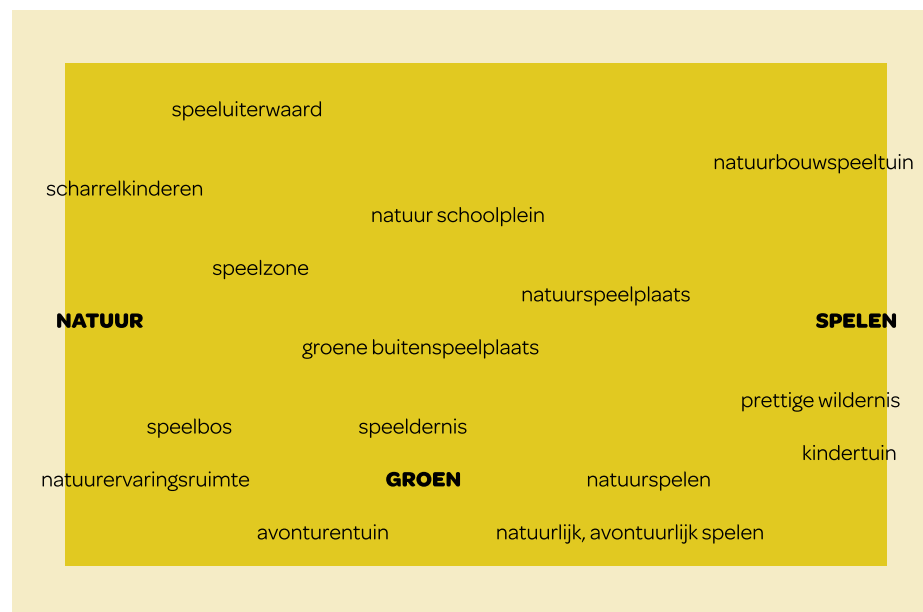 speeluiterwaard
natuurbouwspeeltuin
scharrelkinderen
natuur schoolplein
speelzone
natuurspeelplaats
NATUUR
SPELEN
groene buitenspeelplaats
prettige wildernis
speelbos
speeldernis
kindertuin
natuurervaringsruimte
GROEN
natuurspelen
avonturentuin
natuurlijk, avontuurlijk spelen